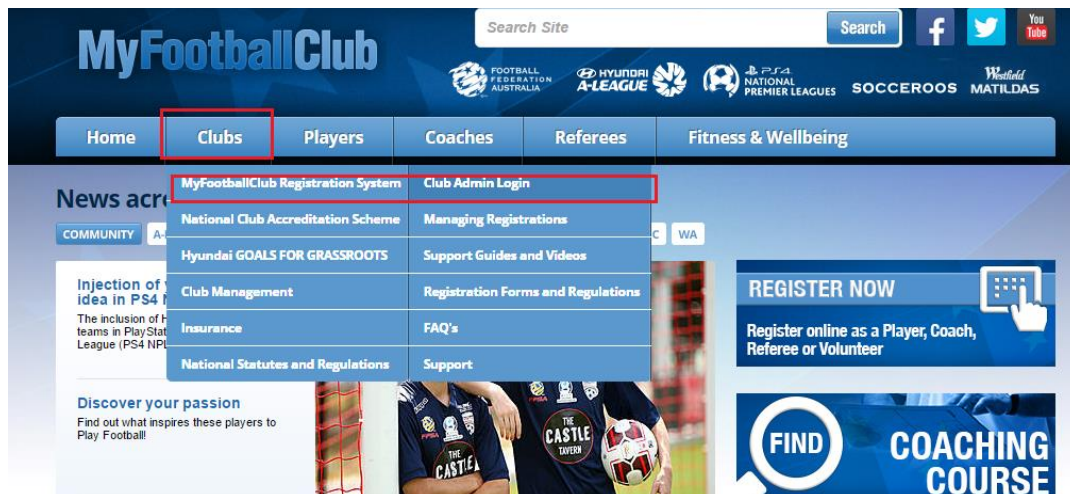 MyFootballClub
Search Site
Search
You
Tube
FOOTBALL
FEDERATION
AUSTRALIA
HYUNDAI
A-LEAGUE
PS4
NATIONAL
PREMIER LEAGUES
SOCCEROOS
Westfield
MATILDAS
Home Clubs Players Coaches Referees Fitness & Wellbeing
MyFootballClub Registration System Club Admin Login
National Club Accreditation Scheme Managing Registrations
Hyundai GOALS FOR GRASSROOTS Support Guides and Videos
Club Management Registration Forms and Regulations
Insurance FAQ's
National Statutes and Regulations Support
News
COMMUNITY
WA
Injection of
idea in PS4
The inclusion of
teams in
League (PS4
Discover your passion
Find out what inspires these players to
Play Football!
THE
CASTLE
TAVERN
REGISTER NOW
Register online as a Player, Coach,
Referee or Volunteer
FIND
COACHING
COURSE